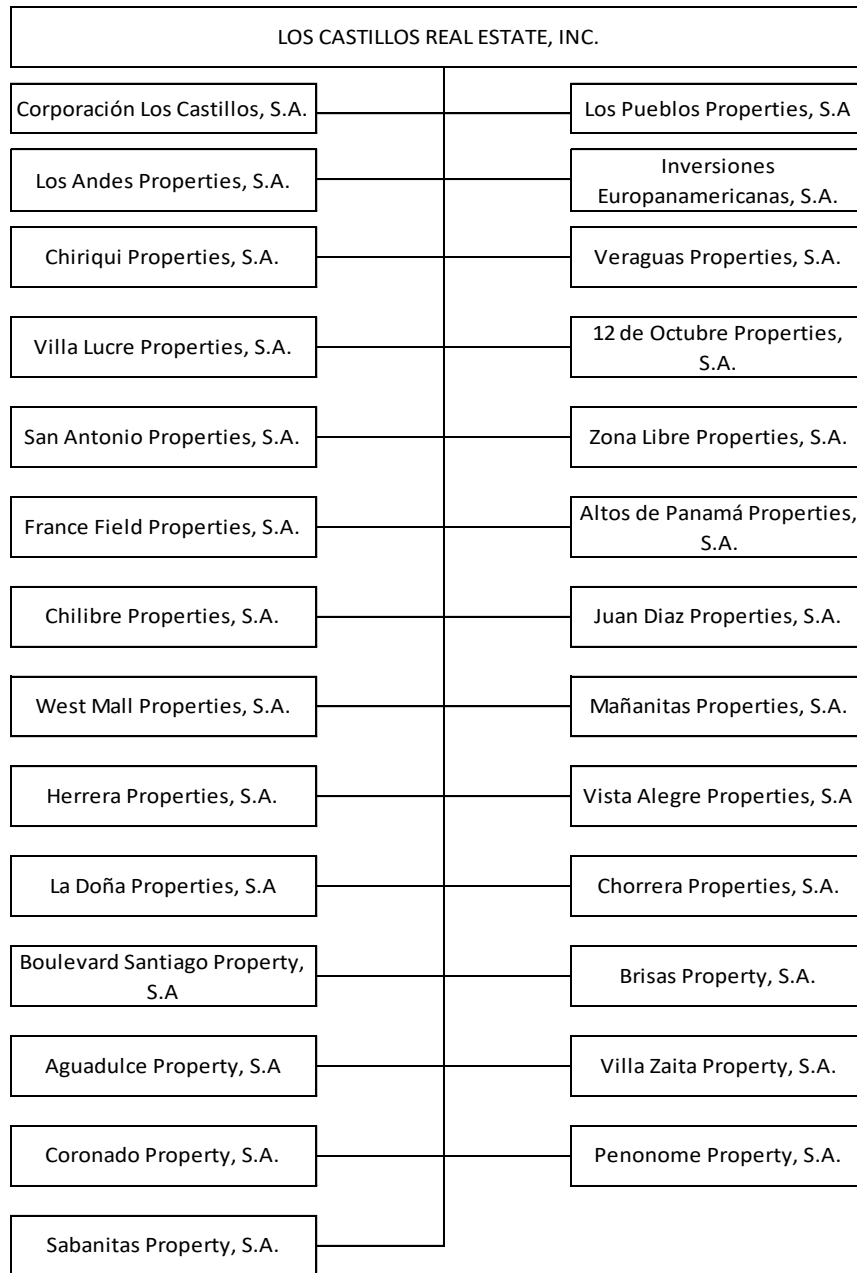 LOS CASTILLOS REAL ESTATE, INC.
Corporación Los Castillos, S.A.
Los Pueblos Properties, S.A
Los Andes Properties, S.A.
Inversiones
Europanamericanas, S.A.
Chiriqui Properties, S.A.
Veraguas Properties, S.A.
Villa Lucre Properties, S.A.
12 de Octubre Properties,
S.A.
San Antonio Properties, S.A.
Zona Libre Properties, S.A.
France Field Properties, S.A.
Altos de Panamá Properties,
S.A.
Chilibre Properties, S.A.
Juan Diaz Properties, S.A.
West Mall Properties, S.A.
Mañanitas Properties, S.A.
Herrera Properties, S.A.
Vista Alegre Properties, S.A
La Doña Properties, S.A
Chorrera Properties, S.A.
Boulevard Santiago Property,
S.A
Brisas Property, S.A.
Aguadulce Property, S.A
Villa Zaita Property, S.A.
Coronado Property, S.A.
Penonome Property, S.A.
Sabanitas Property, S.A.